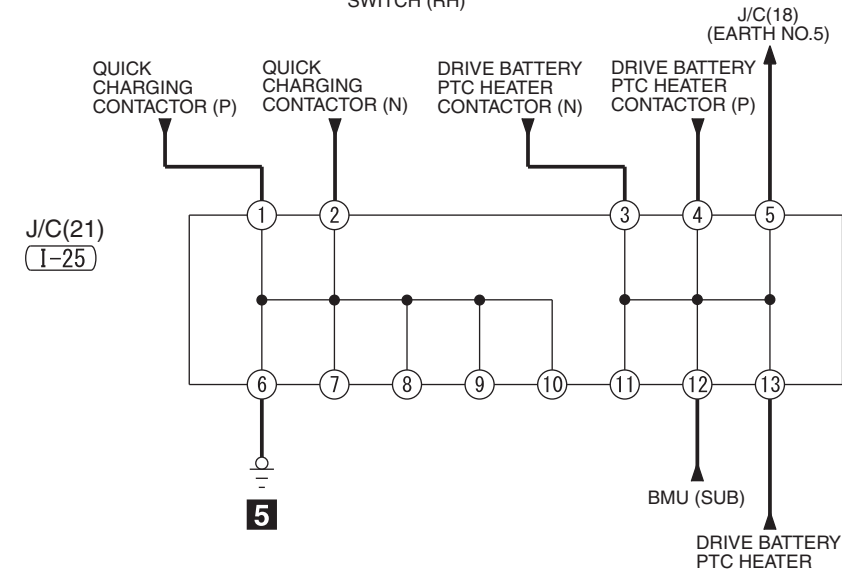 SWITCH (RH)
J/C(18)
(EARTH NO.5)
QUICK
CHARGING
CONTACTOR (P)
QUICK
CHARGING
CONTACTOR (N)
DRIVE BATTERY
PTC HEATER
CONTACTOR (N)
DRIVE BATTERY
PTC HEATER
CONTACTOR (P)
J/C(21)
I-25
1 2 3 4 5
6 7 8 9 10 11 12 13
5
BMU (SUB)
DRIVE BATTERY
PTC HEATER